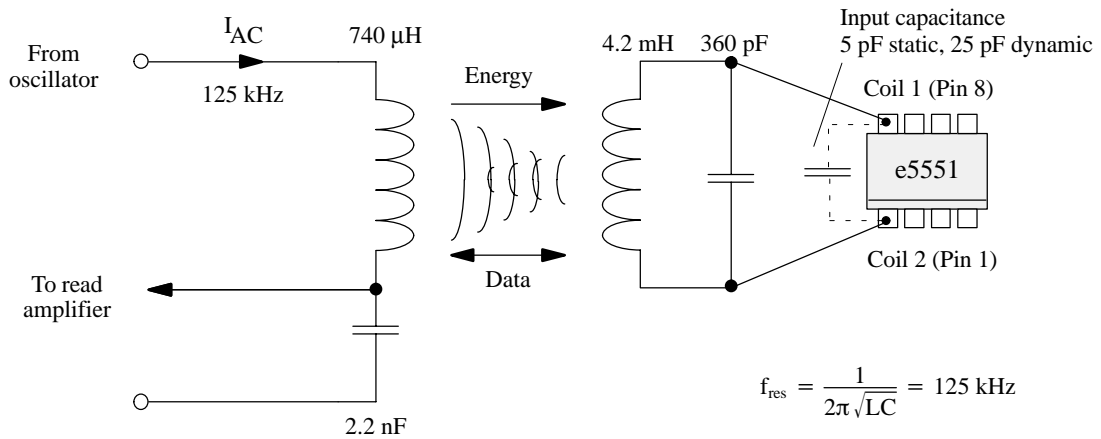 Input capacitance
5 pF static, 25 pF dynamic
I_AC
740 μH
4.2 mH
360 pF
From
oscillator
125 kHz
Energy
Coil 1 (Pin 8)
e5551
Coil 2 (Pin 1)
To read
amplifier
Data
f_res = 1 / (2π√LC) = 125 kHz
2.2 nF